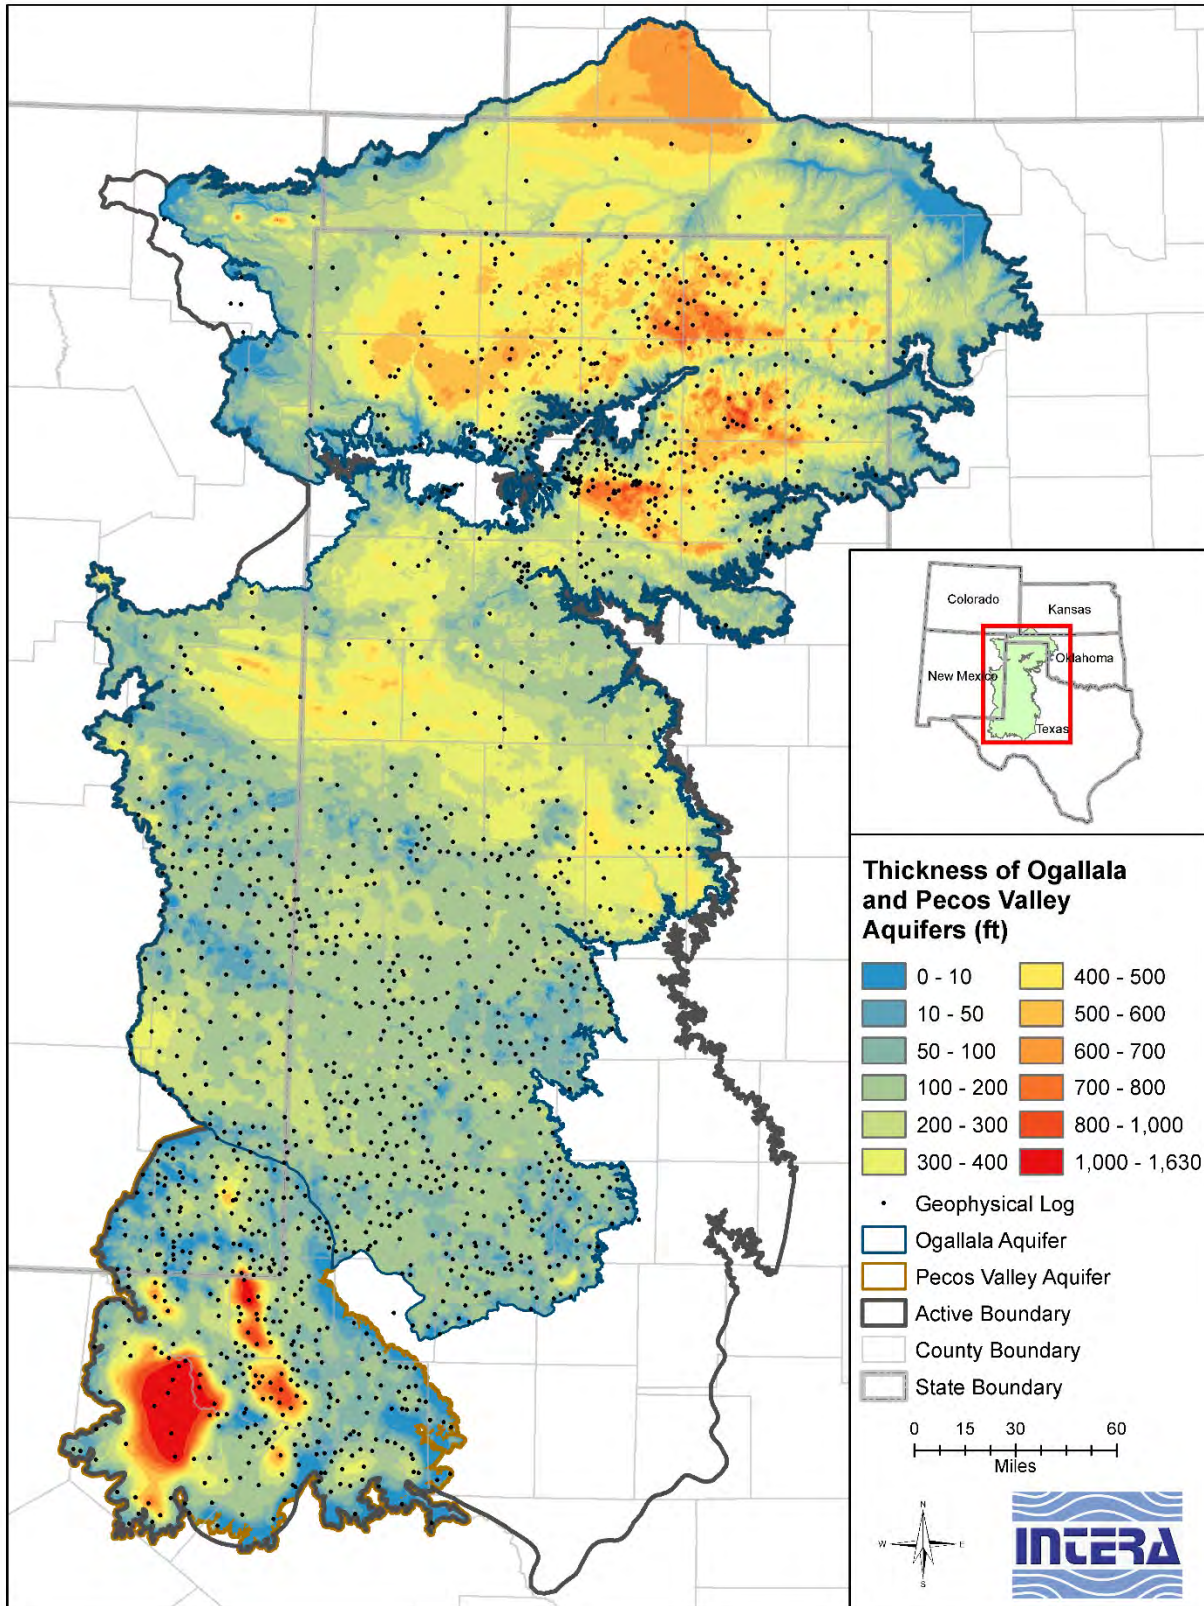 Colorado
Kansas
New Mexico
Oklahoma
Texas
Thickness of Ogallala
and Pecos Valley
Aquifers (ft)
0 - 10
10 - 50
50 - 100
100 - 200
200 - 300
300 - 400
400 - 500
500 - 600
600 - 700
700 - 800
800 - 1,000
1,000 - 1,630
Geophysical Log
Ogallala Aquifer
Pecos Valley Aquifer
Active Boundary
County Boundary
State Boundary
0 15 30 60
Miles
N
W E
S
INTERA